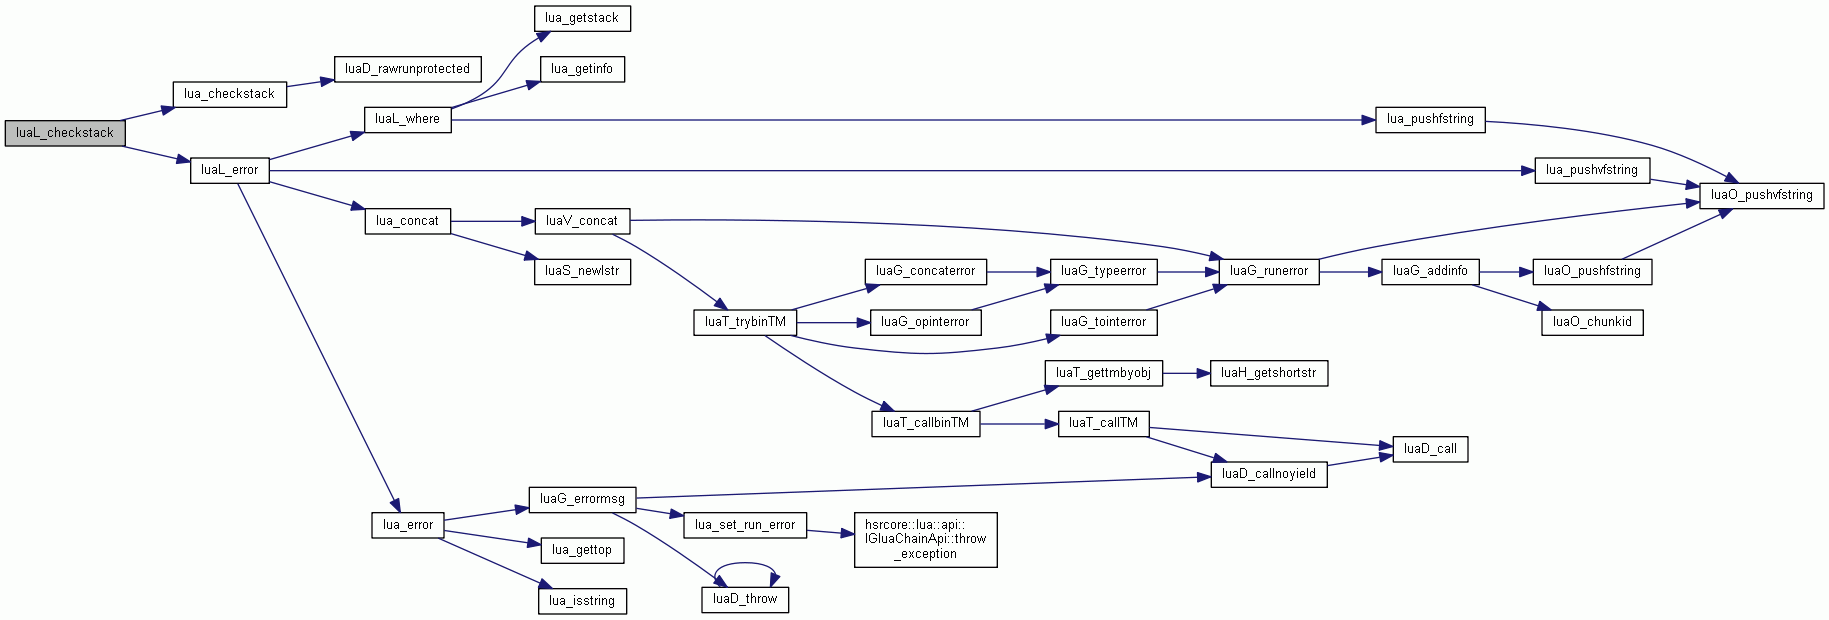 lua_getstack
luaD_rawrunprotected
lua_getinfo
lua_checkstack
luaL_where
lua_pushfstring
luaL_checkstack
luaL_error
lua_pushvfstring
luaO_pushvfstring
lua_concat
luaV_concat
luaS_newlstr
luaG_concaterror
luaG_typeerror
luaG_runerror
luaG_addinfo
luaO_pushfstring
luaT_trybinTM
luaG_opinterror
luaG_tointerror
luaO_chunkid
luaT_gettmbyobj
luaH_getshortstr
luaT_callbinTM
luaT_callTM
luaD_call
luaD_callnoyield
luaG_errormsg
lua_error
lua_set_run_error
hsrcore::lua::api::
IGluaChainApi::throw
_exception
lua_gettop
lua_isstring
luaD_throw